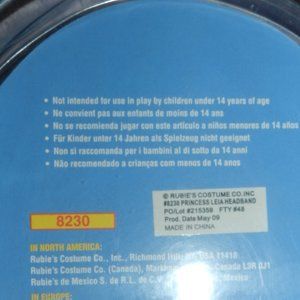 • Not intended for use in play by children under 14 years of age
• Ne convient pas aux enfants de moins de 14 ans
• No se recomienda jugar con este artículo a niños menores de 14 años
• Für Kinder unter 14 Jahren als Spielzeug nicht geeignet
• Non si raccomanda per i bambini al di sotto di 14 anni
• Não recomendado a crianças com menos de 14 anos
8230
© RUBIE'S COSTUME CO.INC
#8230 PRINCESS LEIA HEADBAND
PO/Lot #215359 FTY #48
Prod. Date May 09
MADE IN CHINA
IN NORTH AMERICA:
Rubie's Costume Co., Inc., Richmond Hill, NY, USA 11418
Rubie's Costume Co. (Canada), Canada L3R 0J1
Rubie's de Mexico S. de R.L. de C.V.
IN EUROPE: